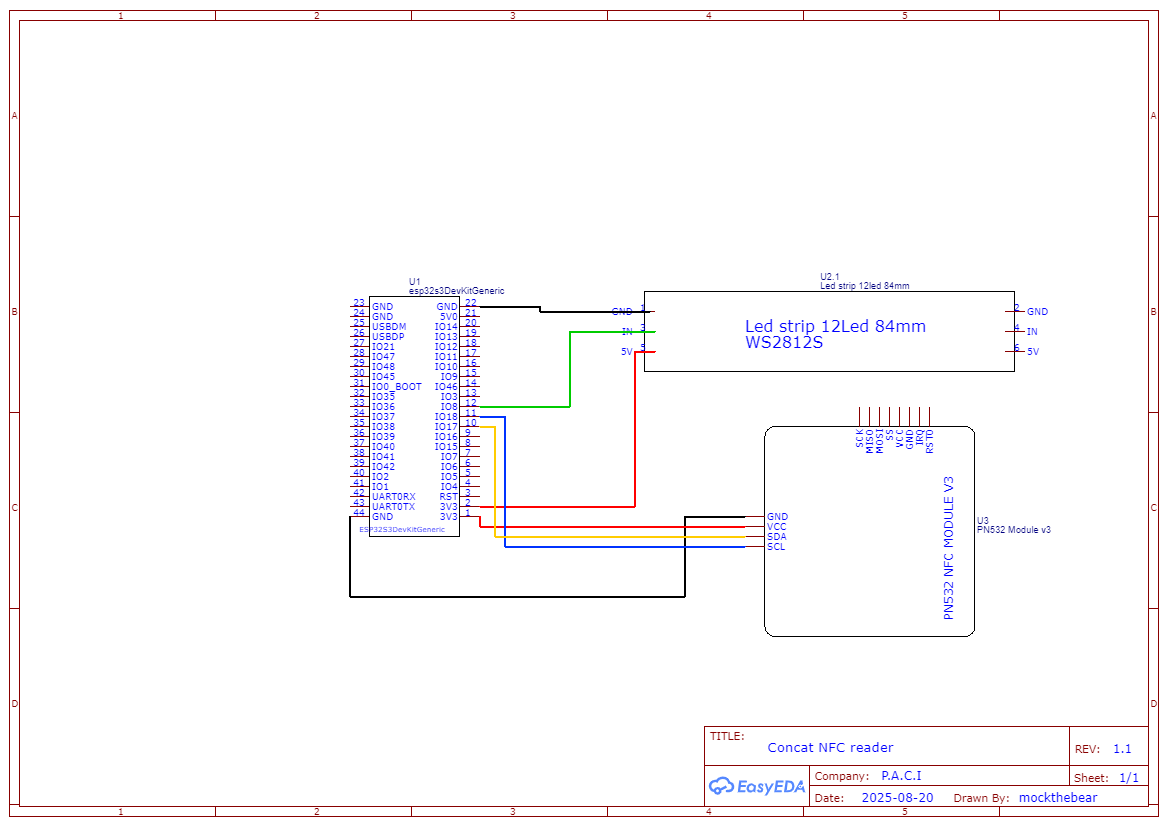 1 2 3 4 5
A A
B B
C C
D D
U1
esp32s3DevKitGeneric
23 GND GND 22
24 GND 5V0 21
25 USBDM IO14 20
26 USBDP IO13 19
27 IO21 IO12 18
28 IO47 IO11 17
29 IO48 IO10 16
30 IO45 IO9 15
31 IO0_BOOT IO46 14
32 IO35 IO3 13
33 IO36 IO8 12
34 IO37 IO18 11
35 IO38 IO17 10
36 IO39 IO16 9
37 IO40 IO15 8
38 IO41 IO7 7
39 IO42 IO6 6
40 IO2 IO5 5
41 IO1 IO4 4
42 UART0RX RST 3
43 UART0TX 3V3 2
44 GND 3V3 1
ESP32S3DevKitGeneric
U2.1
Led strip 12led 84mm
GND 1 2 GND
IN 3 4 IN
5V 5 6 5V
Led strip 12Led 84mm
WS2812S
SCK
MISO
MOSI
SS
VCC
GND
IRQ
RSTO
GND
VCC
SDA
SCL
PN532 NFC MODULE V3
U3
PN532 Module v3
TITLE:
Concat NFC reader
REV: 1.1
EasyEDA
Company: P.A.C.I
Sheet: 1/1
Date: 2025-08-20 Drawn By: mockthebear
1 2 3 4 5